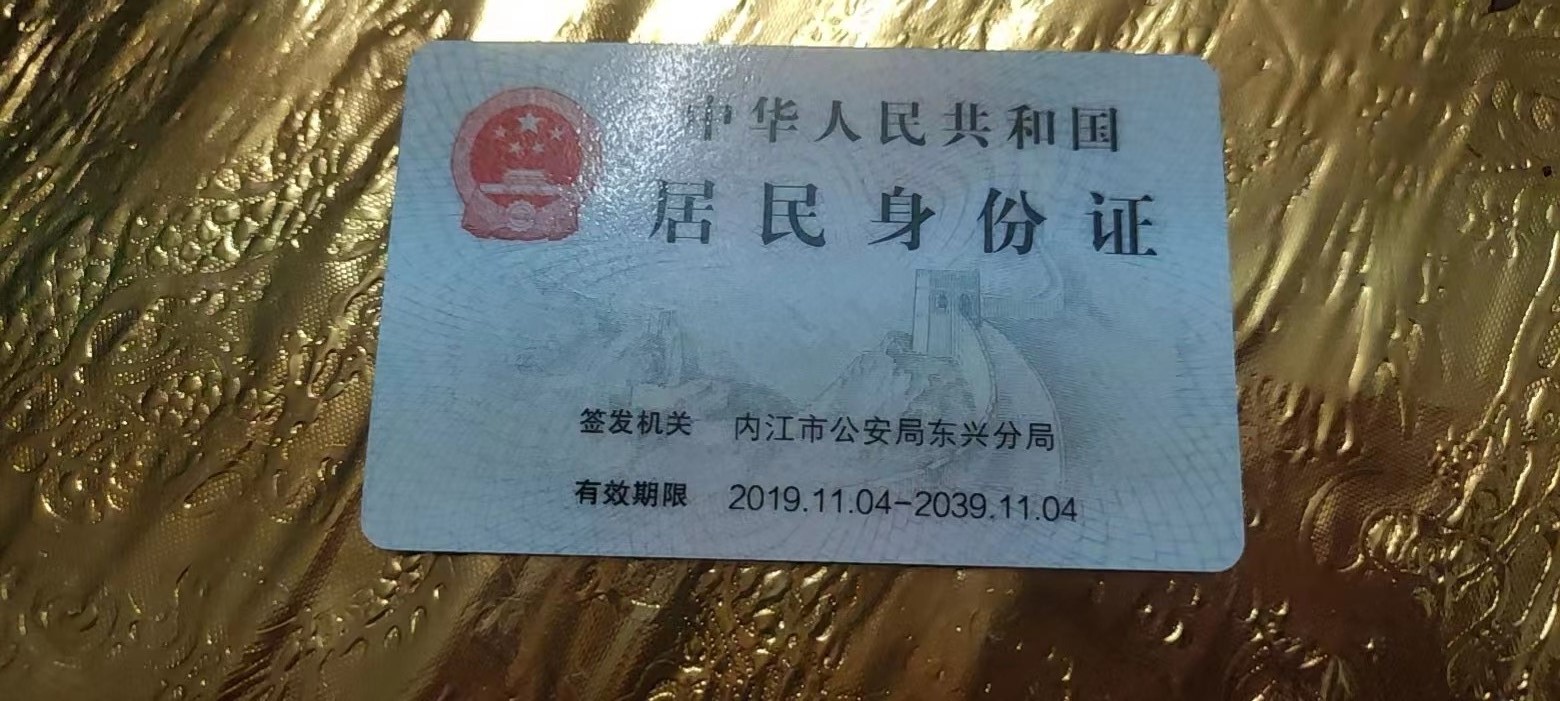 中华人民共和国
居民身份证
签发机关 内江市公安局东兴分局
有效期限 2019.11.04-2039.11.04